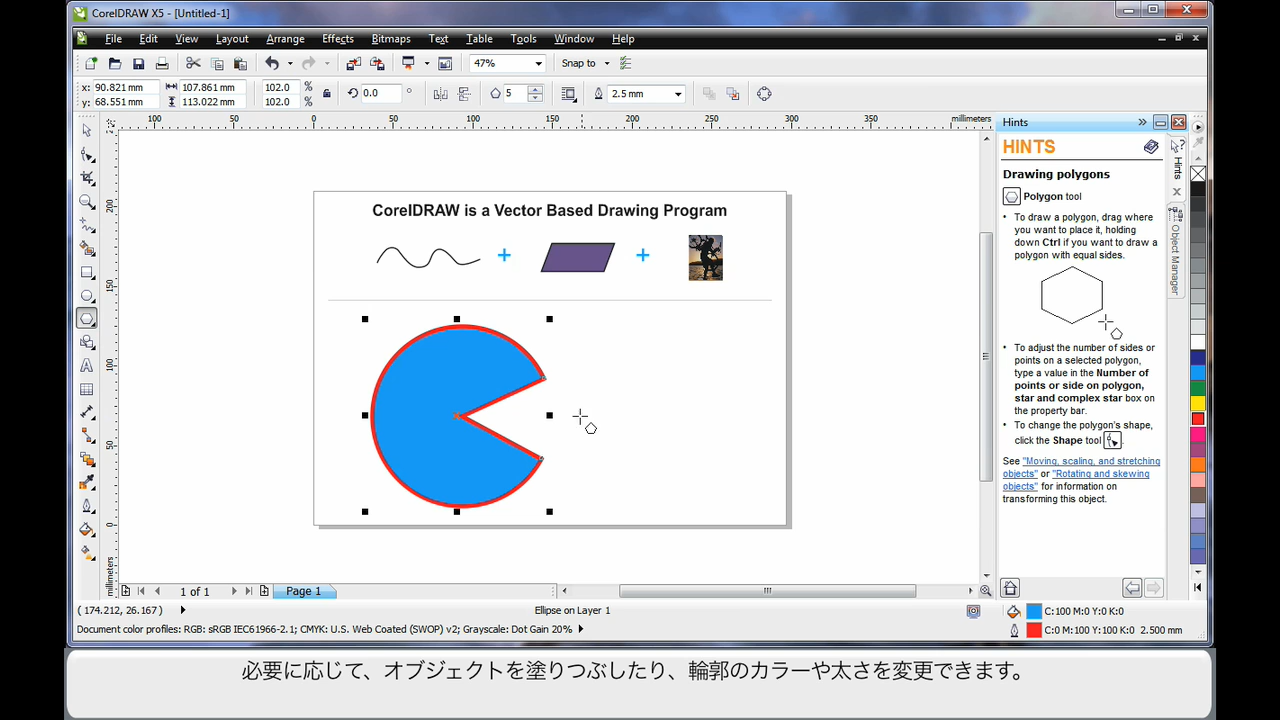 CorelDRAW X5 - [Untitled-1]
File Edit View Layout Arrange Effects Bitmaps Text Table Tools Window Help
47% Snap to
x: 90.821 mm 107.861 mm 102.0 % 0.0 ° 5 2.5 mm
y: 68.551 mm 113.022 mm 102.0 %
100 50 0 50 100 150 200 250 300 350 millimeters
200
150
100
50
0
millimeters
CorelDRAW is a Vector Based Drawing Program
+ +
Hints
HINTS
Drawing polygons
Polygon tool
• To draw a polygon, drag where
you want to place it, holding
down Ctrl if you want to draw a
polygon with equal sides.
• To adjust the number of sides or
points on a selected polygon,
type a value in the Number of
points or side on polygon,
star and complex star box on
the property bar.
• To change the polygon's shape,
click the Shape tool .
See "Moving, scaling, and stretching
objects" or "Rotating and skewing
objects" for information on
transforming this object.
Hints
Object Manager
1 of 1 Page 1
( 174.212, 26.167 ) Ellipse on Layer 1 C:100 M:0 Y:0 K:0
Document color profiles: RGB: sRGB IEC61966-2.1; CMYK: U.S. Web Coated (SWOP) v2; Grayscale: Dot Gain 20% C:0 M:100 Y:100 K:0 2.500 mm
必要に応じて、オブジェクトを塗りつぶしたり、輪郭のカラーや太さを変更できます。